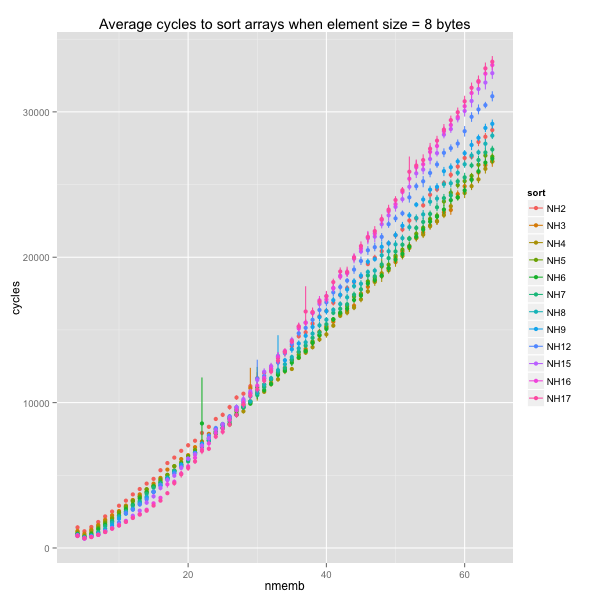 Average cycles to sort arrays when element size = 8 bytes
30000
20000
10000
0
cycles
20
40
60
nmemb
sort
NH2
NH3
NH4
NH5
NH6
NH7
NH8
NH9
NH12
NH15
NH16
NH17